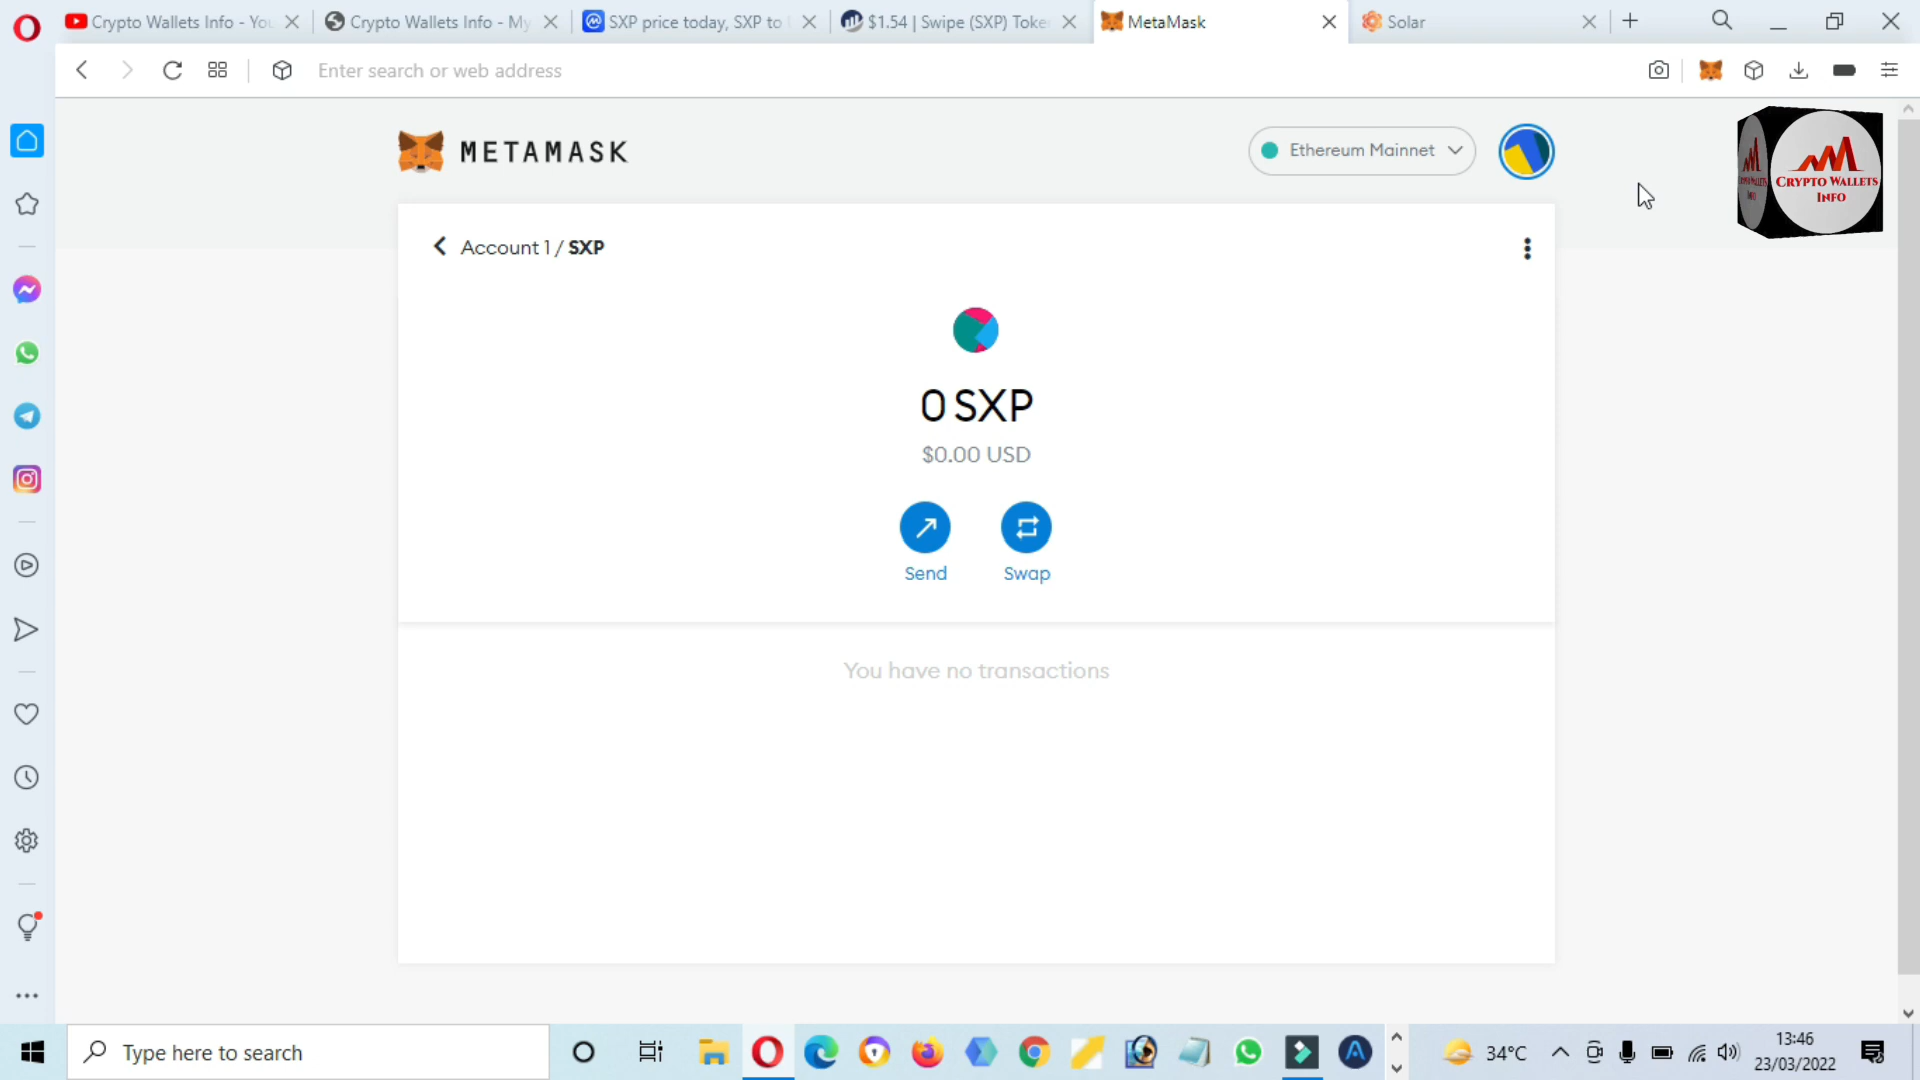 Crypto Wallets Info - You
Crypto Wallets Info - My
SXP price today, SXP to
$1.54 | Swipe (SXP) Toke
MetaMask
Solar
Enter search or web address
METAMASK
Ethereum Mainnet
CRYPTO WALLETS
INFO
Account 1 / SXP
0 SXP
$0.00 USD
Send
Swap
You have no transactions
Type here to search
34°C
13:46
23/03/2022